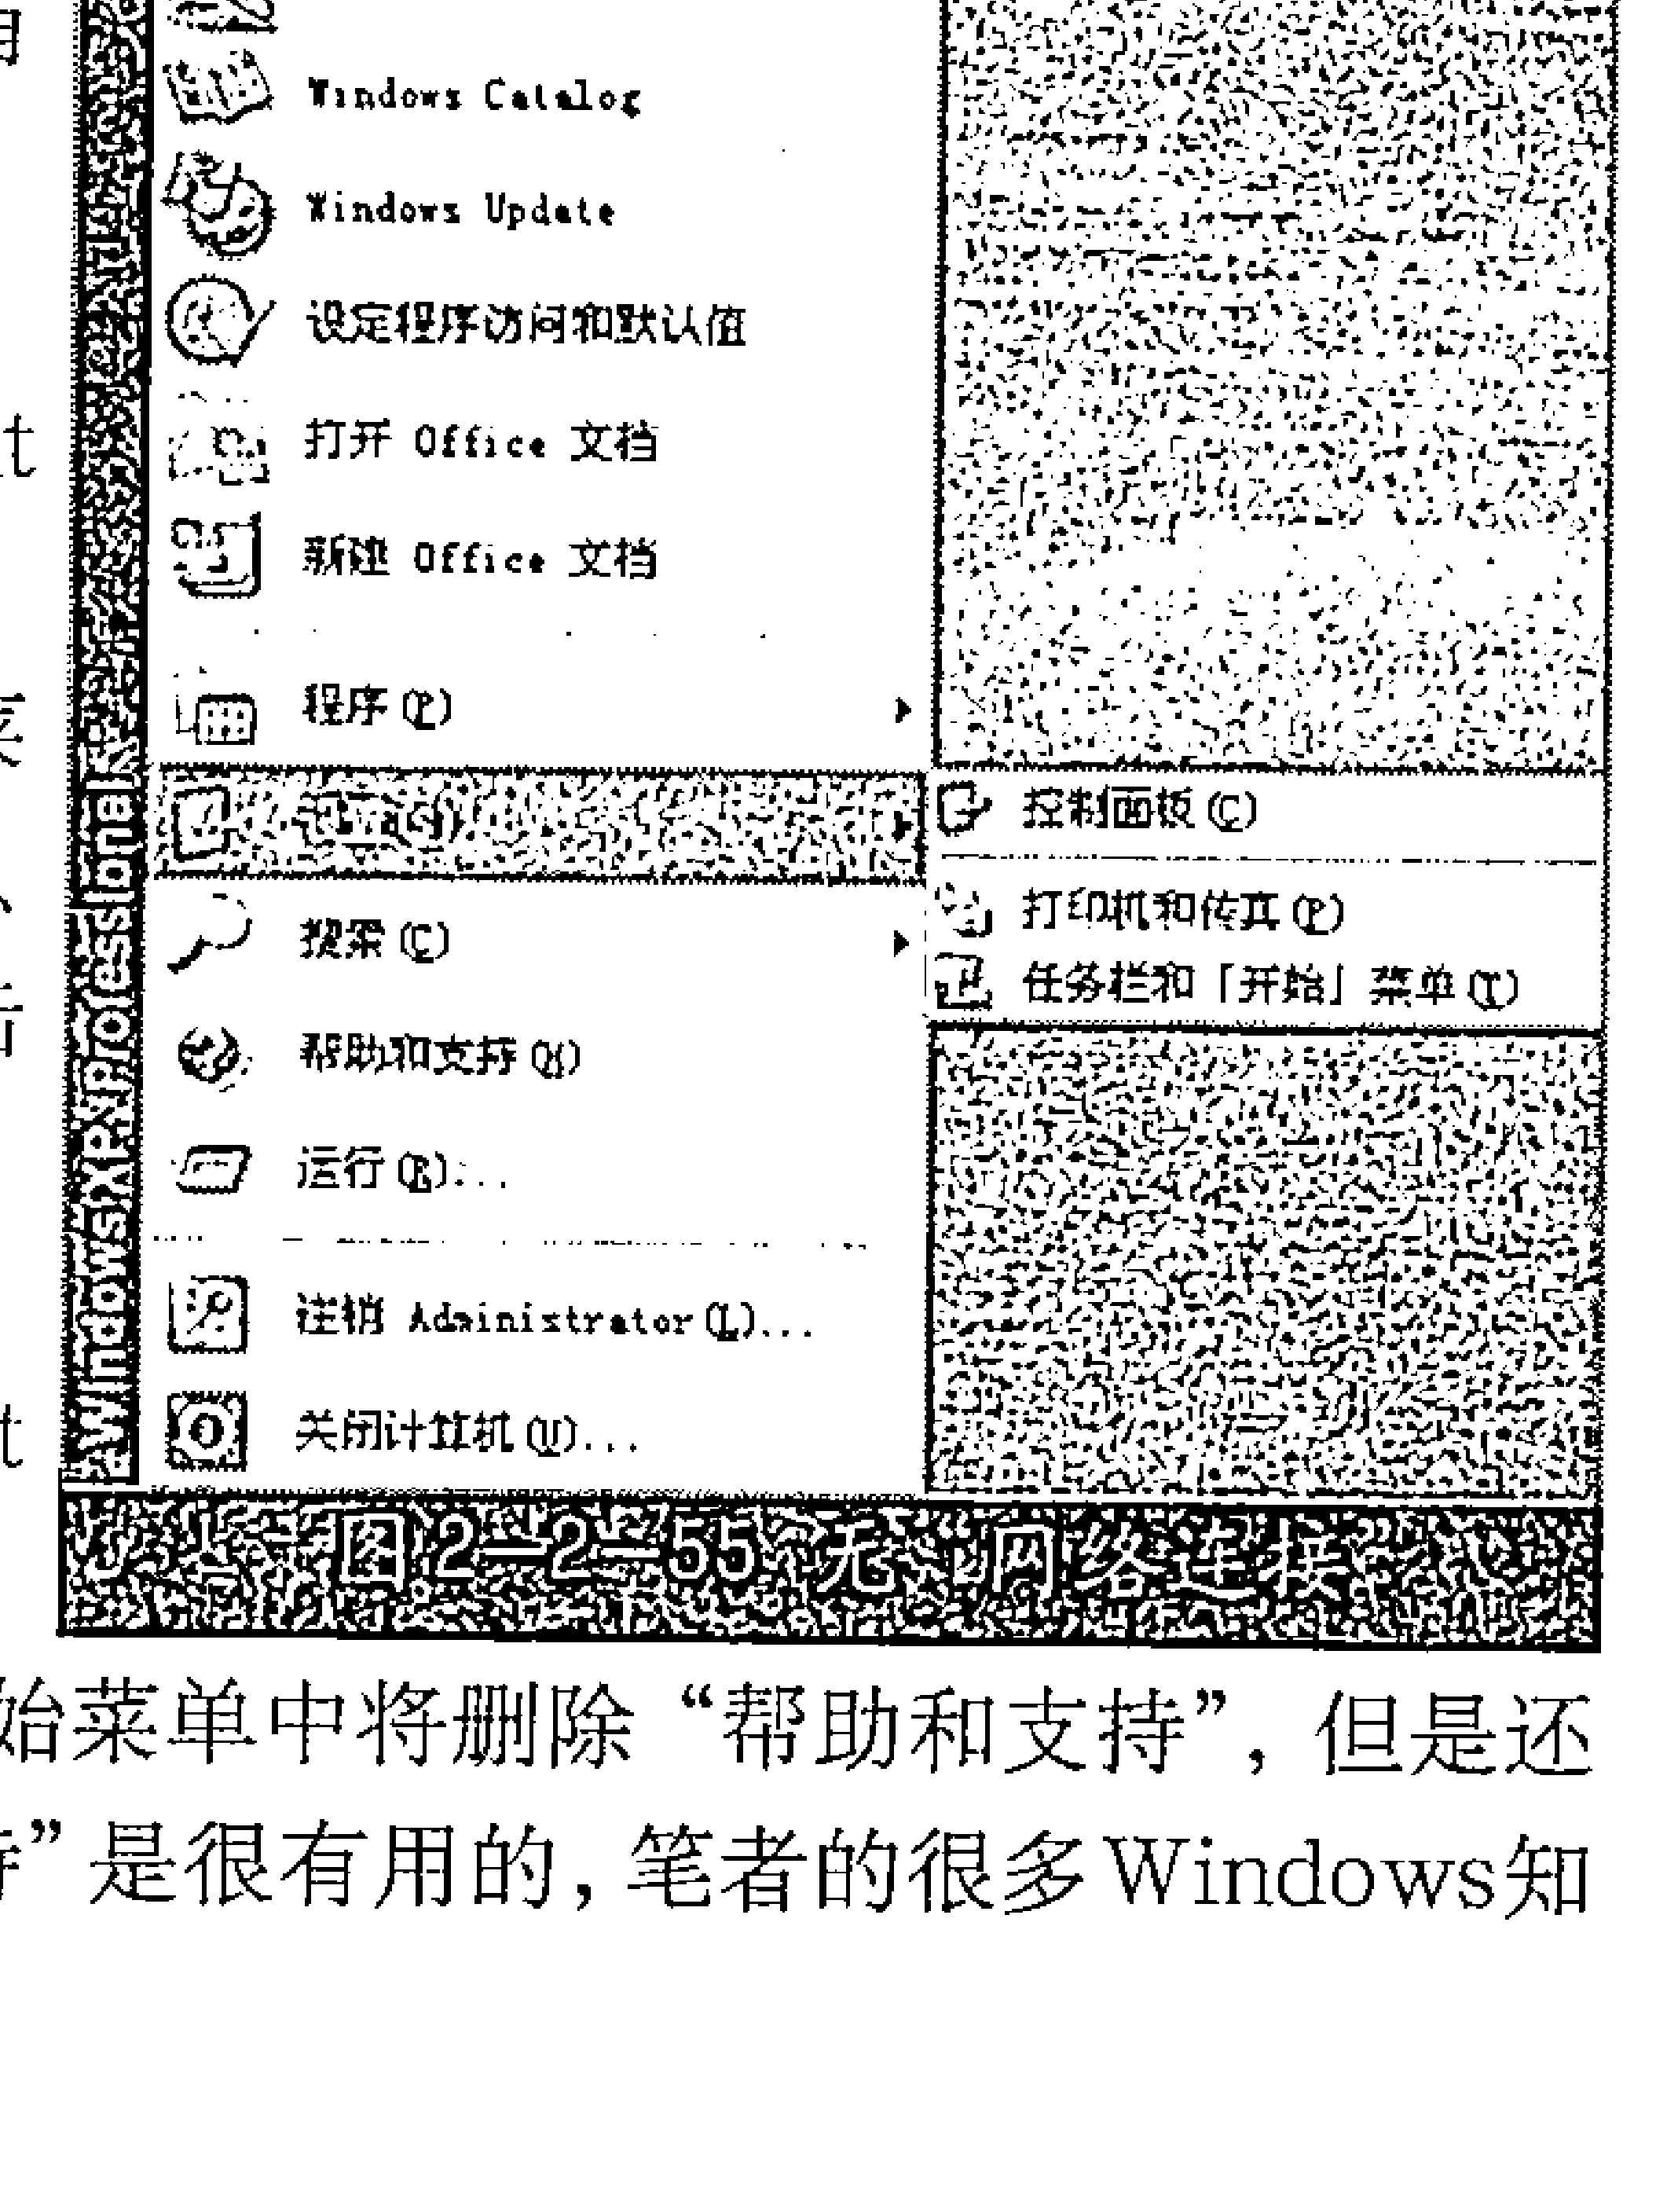 Windows Catalog
Windows Update
设定程序访问和默认值
打开 Office 文档
新建 Office 文档
程序(P)
设置(S)
控制面板(C)
打印机和传真(P)
任务栏和「开始」菜单(T)
搜索(C)
帮助和支持(H)
运行(R)...
注销 Administrator(L)...
关闭计算机(U)...
WindowsXPProfessional
图2—2—55 无“网络连接”
始菜单中将删除“帮助和支持”，但是还
”是很有用的，笔者的很多Windows知